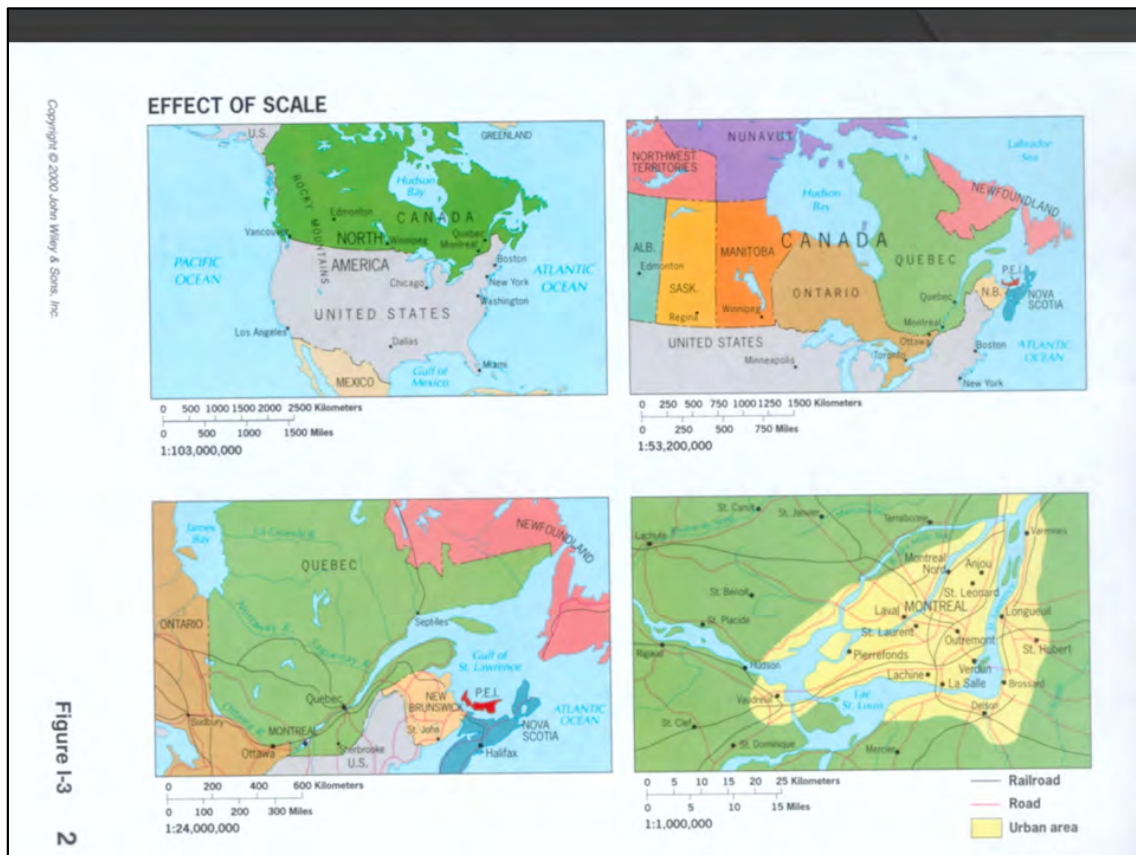 Copyright © 2000 John Wiley & Sons, Inc.
EFFECT OF SCALE
U.S.
GREENLAND
ROCKY MOUNTAINS
Hudson
Bay
Edmonton
CANADA
Vancouver
NORTH
Winnipeg
Quebec
Montreal
AMERICA
Boston
PACIFIC
OCEAN
ATLANTIC
OCEAN
Chicago
New York
Washington
UNITED STATES
Los Angeles
Dallas
Gulf of
Mexico
Miami
MEXICO
0 500 1000 1500 2000 2500 Kilometers
0 500 1000 1500 Miles
1:103,000,000
NUNAVUT
NORTHWEST
TERRITORIES
Labrador
Sea
Hudson
Bay
NEWFOUNDLAND
CANADA
ALB.
MANITOBA
Edmonton
QUEBEC
SASK.
ONTARIO
P.E.I.
N.B.
NOVA
SCOTIA
Quebec
Regina
Winnipeg
Montreal
Ottawa
UNITED STATES
Toronto
Boston
ATLANTIC
OCEAN
Minneapolis
New York
0 250 500 750 1000 1250 1500 Kilometers
0 250 500 750 Miles
1:53,200,000
James
Bay
La Grande R.
NEWFOUNDLAND
QUEBEC
Nottaway R.
Sept-Iles
ONTARIO
Saguenay R.
Gulf of
St. Lawrence
Quebec
NEW
BRUNSWICK
P.E.I.
ATLANTIC
OCEAN
NOVA
SCOTIA
Sudbury
Ottawa R.
MONTREAL
St. John
Ottawa
Sherbrooke
Halifax
U.S.
0 200 400 600 Kilometers
0 100 200 300 Miles
1:24,000,000
St. Canut
St. Janvier
Terrabonne
Varennes
Lachute
Montreal
Nord
Anjou
St. Benoit
St. Leonard
Laval
MONTREAL
Longueuil
St. Placide
St. Laurent
Outremont
St. Hubert
Rigaud
Pierrefonds
Hudson
Verdun
Lachine
La Salle
Brossard
Vaudreuil
Lac
St. Louis
Delson
St. Clet
St. Dominique
Mercier
0 5 10 15 20 25 Kilometers
0 5 10 15 Miles
1:1,000,000
Railroad
Road
Urban area
Figure I-3
2